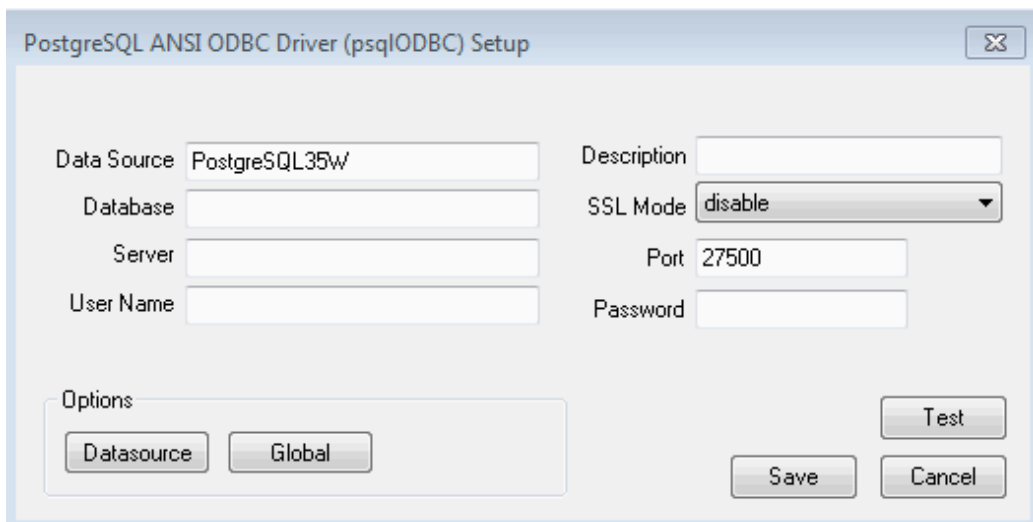 PostgreSQL ANSI ODBC Driver (psqlODBC) Setup
Data Source PostgreSQL35W Description
Database SSL Mode disable
Server Port 27500
User Name Password
Options
Datasource Global Test
Save Cancel